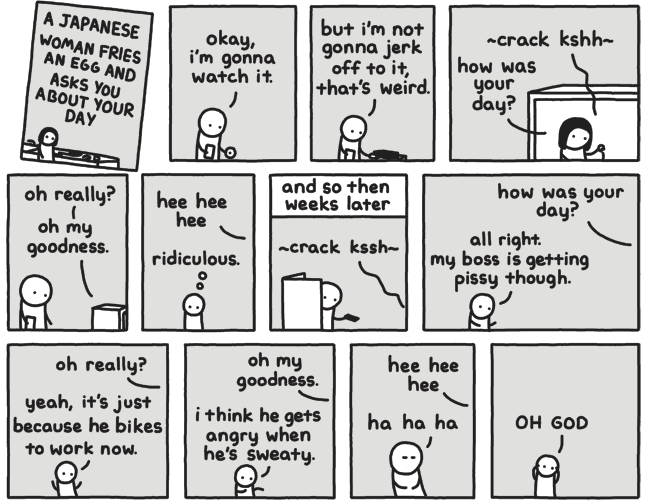 A JAPANESE
WOMAN FRIES
AN EGG AND
ASKS YOU
ABOUT YOUR
DAY
okay,
i'm gonna
watch it.
but i'm not
gonna jerk
off to it,
that's weird.
~crack kshh~
how was
your
day?
oh really?
oh my
goodness.
hee hee
hee
ridiculous.
and so then
weeks later
~crack kssh~
how was your
day?
all right.
my boss is getting
pissy though.
oh really?
yeah, it's just
because he bikes
to work now.
oh my
goodness.
i think he gets
angry when
he's sweaty.
hee hee
hee
ha ha ha
OH GOD